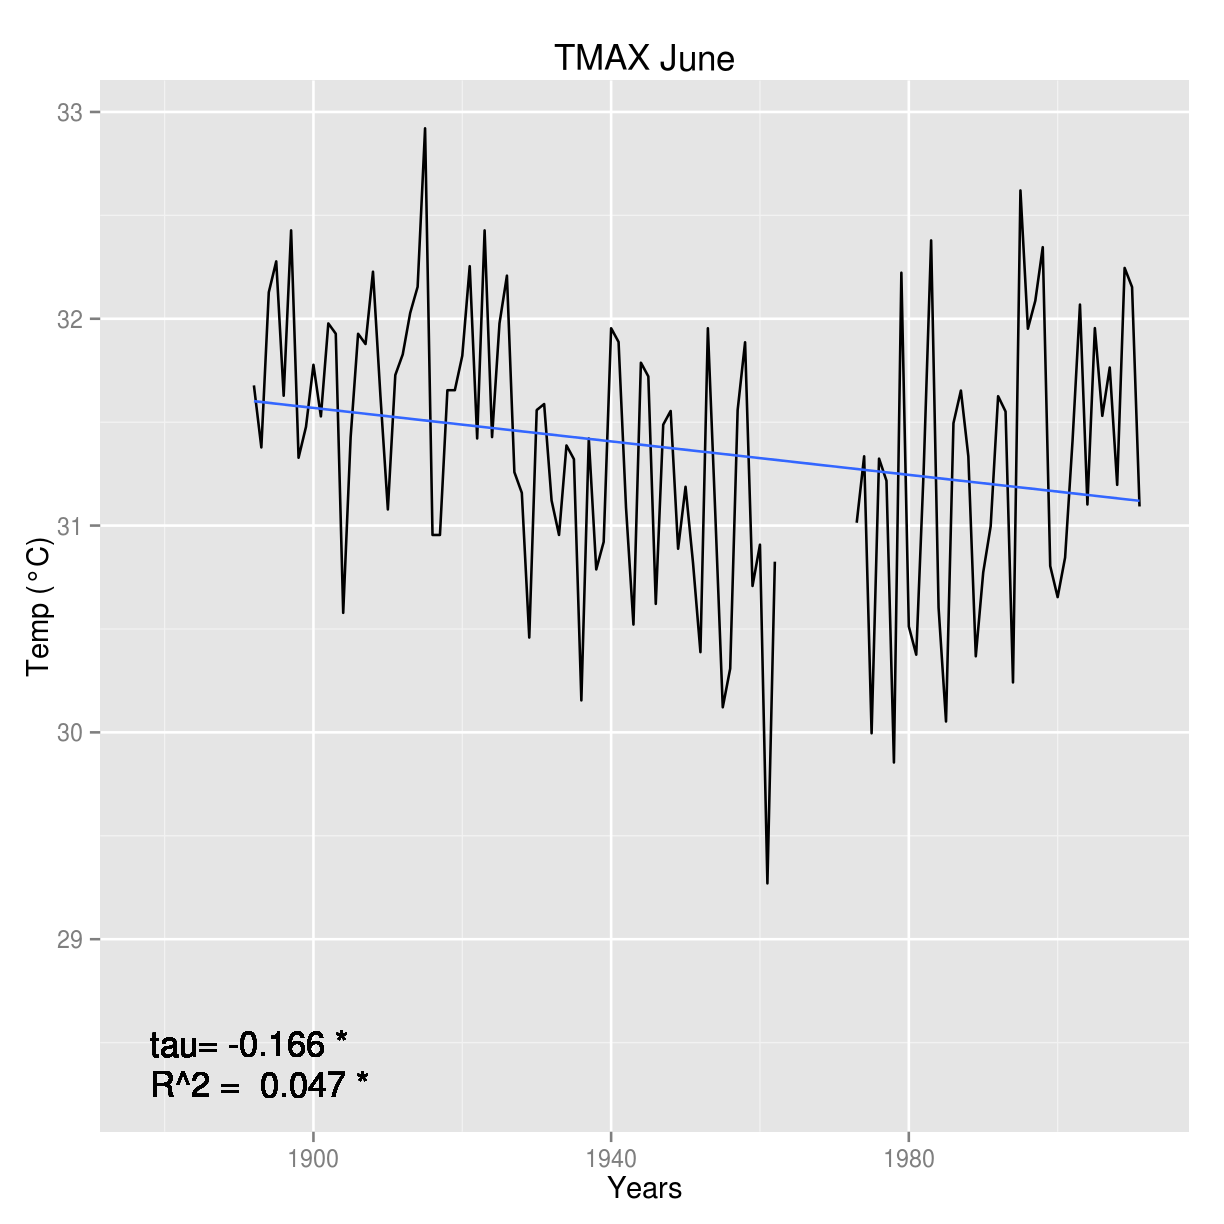 TMAX June
33
32
31
30
29
Temp (°C)
tau= -0.166 *
R^2 =  0.047 *
1900
1940
1980
Years